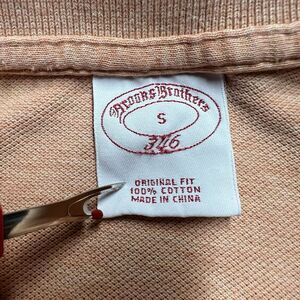 Brooks Brothers
S
346
ORIGINAL FIT
100% COTTON
MADE IN CHINA